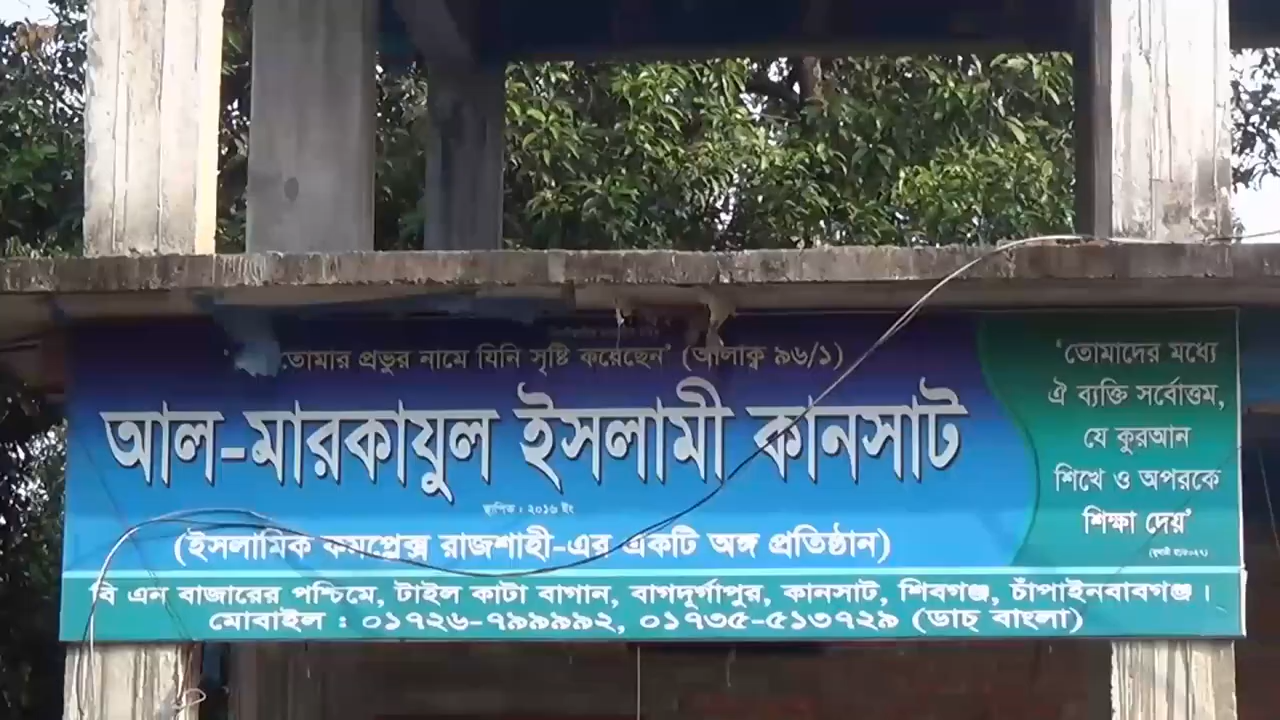 তোমার প্রভুর নামে যিনি সৃষ্টি করেছেন’ (আলাক্ব ৯৬/১)
আল-মারকাযুল ইসলামী কানসাট
স্থাপিত : ২০১৬ ইং
(ইসলামিক কমপ্লেক্স রাজশাহী-এর একটি অঙ্গ প্রতিষ্ঠান)
‘তোমাদের মধ্যে
ঐ ব্যক্তি সর্বোত্তম,
যে কুরআন
শিখে ও অপরকে
শিক্ষা দেয়’
বি এন বাজারের পশ্চিমে, টাইল কাটা বাগান, বাগদূর্গাপুর, কানসাট, শিবগঞ্জ, চাঁপাইনবাবগঞ্জ।
মোবাইল : ০১৭২৬-৭৯৯৯৯২, ০১৭৩৫-৫১৩৭২৯ (ডাচ্ বাংলা)